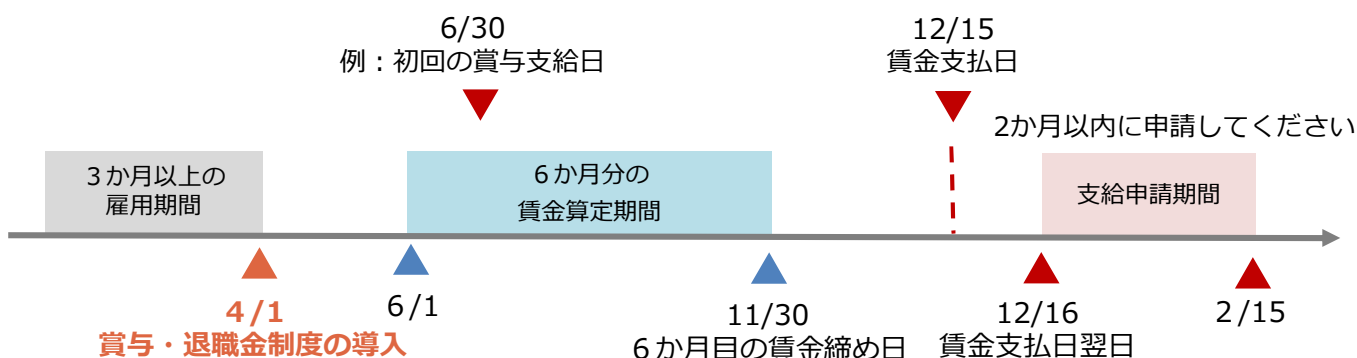 6/30
例：初回の賞与支給日
12/15
賃金支払日
2か月以内に申請してください
３か月以上の
雇用期間
６か月分の
賃金算定期間
支給申請期間
４/1
賞与・退職金制度の導入
６/1
11/30
６か月目の賃金締め日
12/16
賃金支払日翌日
２/15